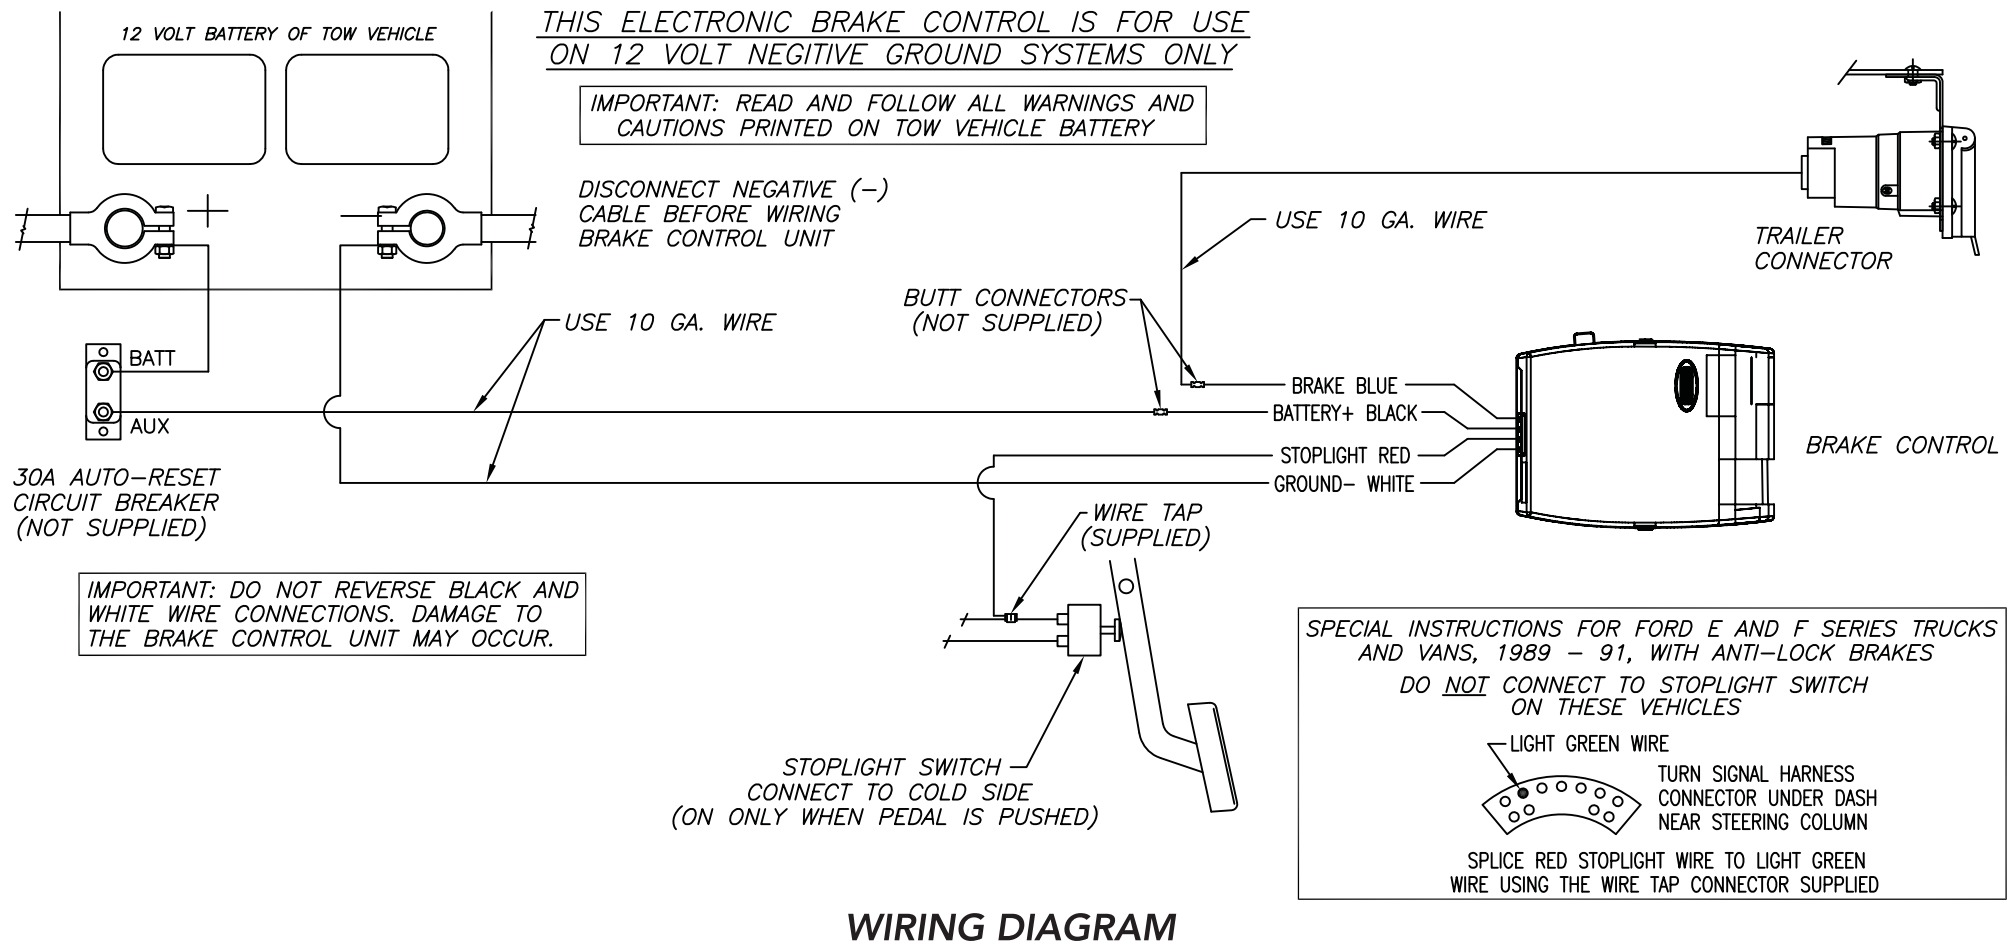 12 VOLT BATTERY OF TOW VEHICLE
THIS ELECTRONIC BRAKE CONTROL IS FOR USE
ON 12 VOLT NEGITIVE GROUND SYSTEMS ONLY
IMPORTANT: READ AND FOLLOW ALL WARNINGS AND
CAUTIONS PRINTED ON TOW VEHICLE BATTERY
DISCONNECT NEGATIVE (-)
CABLE BEFORE WIRING
BRAKE CONTROL UNIT
USE 10 GA. WIRE
TRAILER
CONNECTOR
BUTT CONNECTORS
(NOT SUPPLIED)
USE 10 GA. WIRE
BATT
AUX
30A AUTO-RESET
CIRCUIT BREAKER
(NOT SUPPLIED)
BRAKE BLUE
BATTERY+ BLACK
STOPLIGHT RED
GROUND- WHITE
BRAKE CONTROL
WIRE TAP
(SUPPLIED)
IMPORTANT: DO NOT REVERSE BLACK AND
WHITE WIRE CONNECTIONS. DAMAGE TO
THE BRAKE CONTROL UNIT MAY OCCUR.
STOPLIGHT SWITCH
CONNECT TO COLD SIDE
(ON ONLY WHEN PEDAL IS PUSHED)
SPECIAL INSTRUCTIONS FOR FORD E AND F SERIES TRUCKS
AND VANS, 1989 - 91, WITH ANTI-LOCK BRAKES
DO NOT CONNECT TO STOPLIGHT SWITCH
ON THESE VEHICLES
LIGHT GREEN WIRE
TURN SIGNAL HARNESS
CONNECTOR UNDER DASH
NEAR STEERING COLUMN
SPLICE RED STOPLIGHT WIRE TO LIGHT GREEN
WIRE USING THE WIRE TAP CONNECTOR SUPPLIED
WIRING DIAGRAM